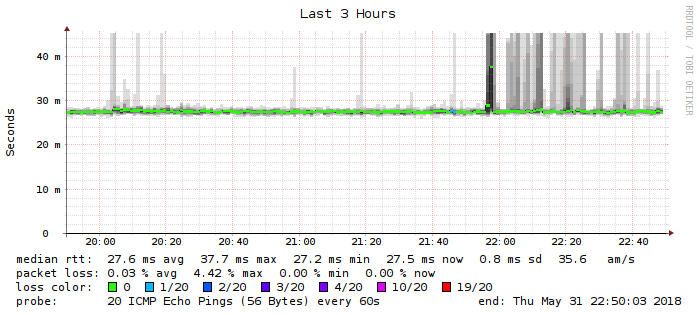 Last 3 Hours
RRDTOOL / TOBI OETIKER
Seconds
40 m
30 m
20 m
10 m
0
20:00 20:20 20:40 21:00 21:20 21:40 22:00 22:20 22:40
median rtt: 27.6 ms avg 37.7 ms max 27.2 ms min 27.5 ms now 0.8 ms sd 35.6 am/s
packet loss: 0.03 % avg 4.42 % max 0.00 % min 0.00 % now
loss color: 0 1/20 2/20 3/20 4/20 10/20 19/20
probe: 20 ICMP Echo Pings (56 Bytes) every 60s end: Thu May 31 22:50:03 2018